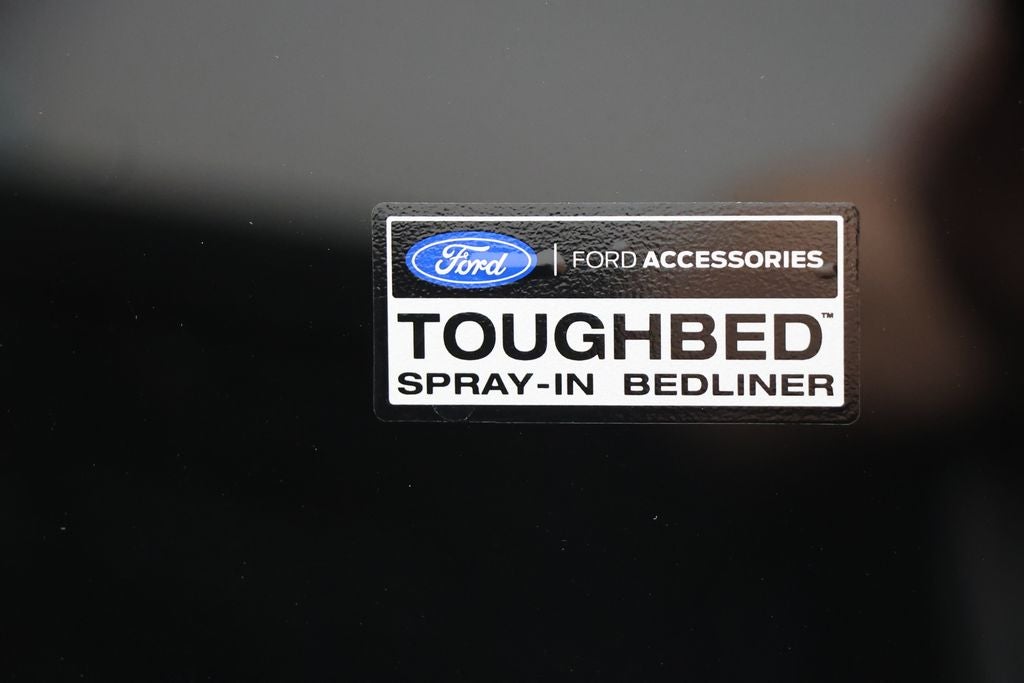 Ford | FORD ACCESSORIES
TOUGHBED™
SPRAY-IN BEDLINER